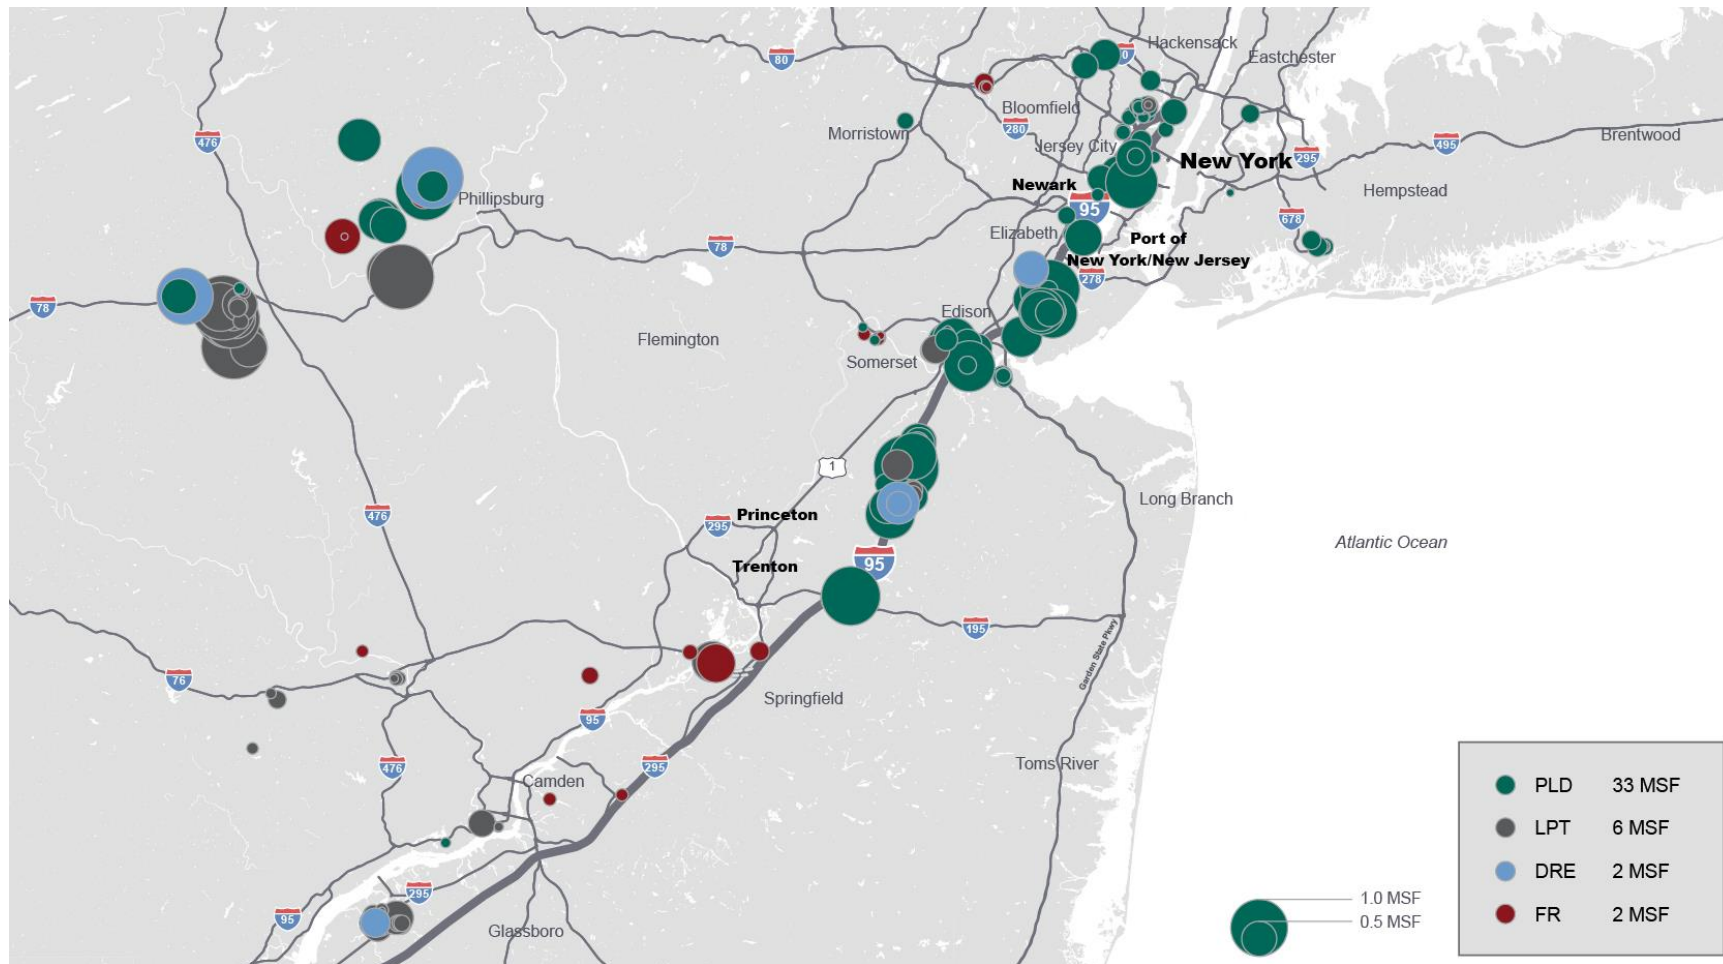 Hackensack
Eastchester
80
0
Bloomfield
280
Morristown
Brentwood
476
Jersey City
495
New York
295
Newark
Hempstead
Phillipsburg
95
678
Elizabeth
Port of
New York/New Jersey
78
278
78
Edison
Flemington
Somerset
1
Long Branch
476
Princeton
295
Atlantic Ocean
95
Trenton
195
Garden State Pkwy
76
Springfield
95
476
295
Toms River
Camden
PLD 33 MSF
LPT 6 MSF
DRE 2 MSF
FR 2 MSF
1.0 MSF
0.5 MSF
295
95
Glassboro